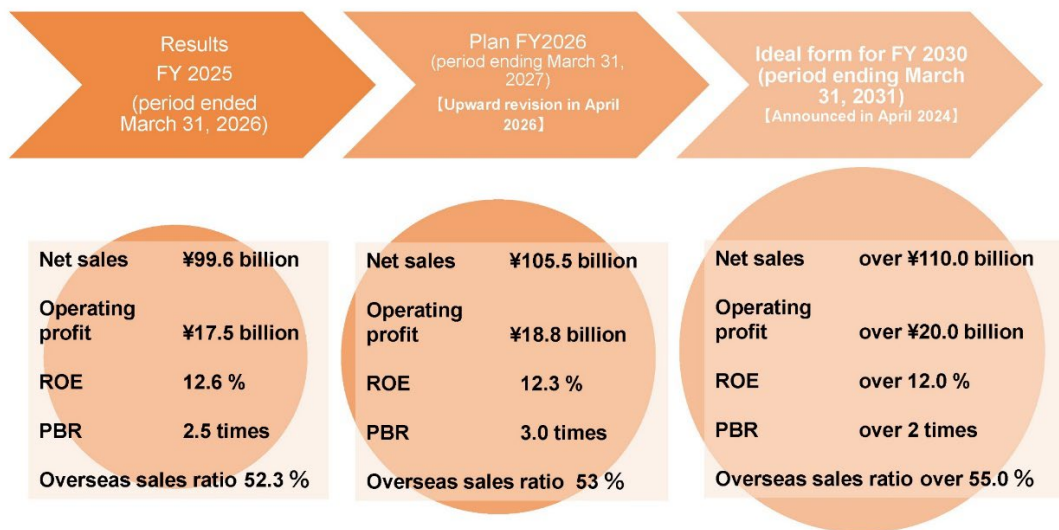 Results
FY 2025
(period ended
March 31, 2026)
Plan FY2026
(period ending March 31,
2027)
【Upward revision in April
2026】
Ideal form for FY 2030
(period ending March
31, 2031)
【Announced in April 2024】
Net sales ¥99.6 billion
Operating
profit ¥17.5 billion
ROE 12.6 %
PBR 2.5 times
Overseas sales ratio 52.3 %
Net sales ¥105.5 billion
Operating
profit ¥18.8 billion
ROE 12.3 %
PBR 3.0 times
Overseas sales ratio 53 %
Net sales over ¥110.0 billion
Operating
profit over ¥20.0 billion
ROE over 12.0 %
PBR over 2 times
Overseas sales ratio over 55.0 %